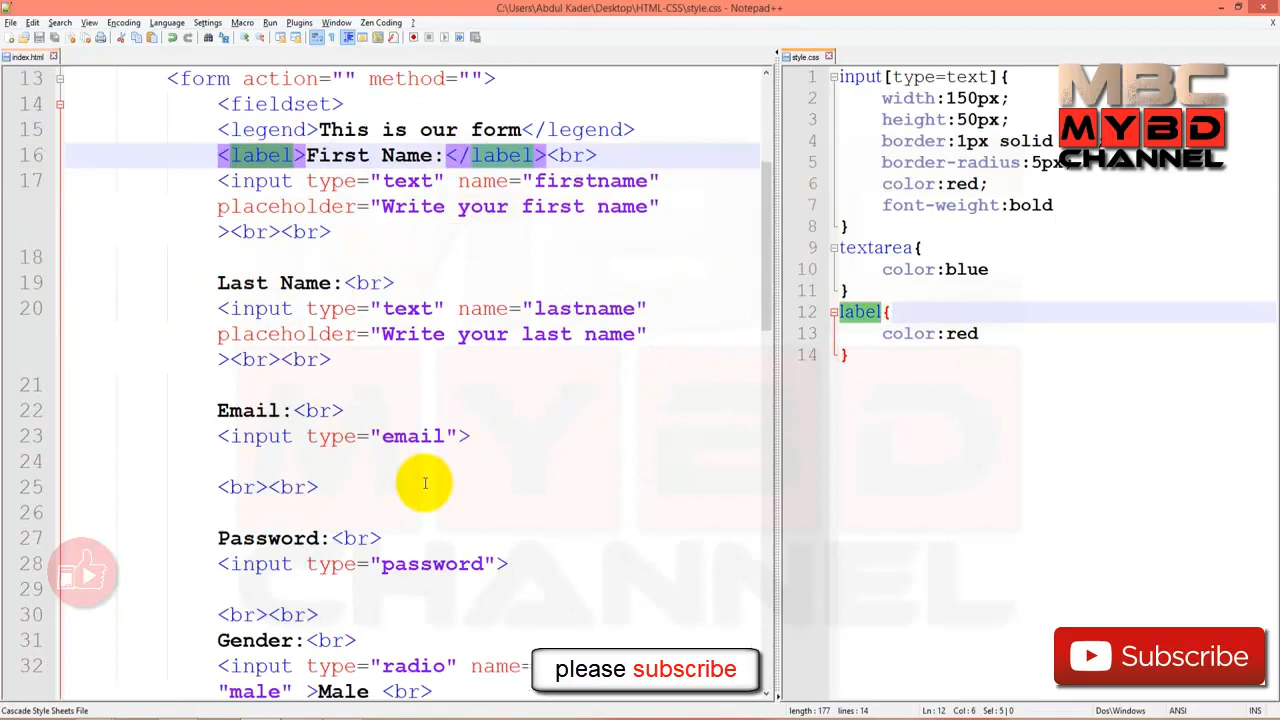 C:\Users\Abdul Kader\Desktop\HTML-CSS\style.css - Notepad++
File Edit Search View Encoding Language Settings Macro Run Plugins Window Zen Coding ?
index.html
style.css
13 <form action="" method="">
14 <fieldset>
15 <legend>This is our form</legend>
16 <label>First Name:</label><br>
17 <input type="text" name="firstname"
placeholder="Write your first name"
><br><br>
18
19 Last Name:<br>
20 <input type="text" name="lastname"
placeholder="Write your last name"
><br><br>
21
22 Email:<br>
23 <input type="email">
24
25 <br><br>
26
27 Password:<br>
28 <input type="password">
29
30 <br><br>
31 Gender:<br>
32 <input type="radio" name=
"male" >Male <br>
1 input[type=text]{
2 width:150px;
3 height:50px;
4 border:1px solid
5 border-radius:5px;
6 color:red;
7 font-weight:bold
8 }
9 textarea{
10 color:blue
11 }
12 label{
13 color:red
14 }
MBC
MYBD
CHANNEL
MYBD
CHANNEL
please subscribe
Subscribe
Cascade Style Sheets File
length : 177 lines : 14
Ln : 12 Col : 6 Sel : 5 | 0
Dos\Windows
ANSI
INS